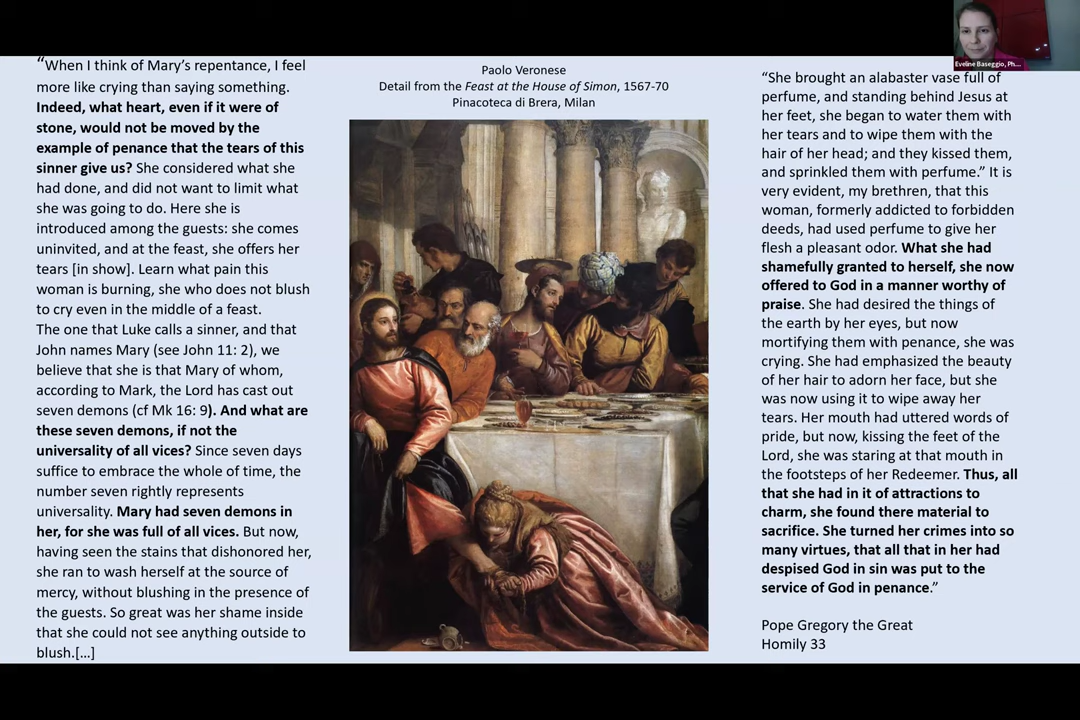 “When I think of Mary’s repentance, I feel
more like crying than saying something.
Indeed, what heart, even if it were of
stone, would not be moved by the
example of penance that the tears of this
sinner give us? She considered what she
had done, and did not want to limit what
she was going to do. Here she is
introduced among the guests: she comes
uninvited, and at the feast, she offers her
tears [in show]. Learn what pain this
woman is burning, she who does not blush
to cry even in the middle of a feast.
The one that Luke calls a sinner, and that
John names Mary (see John 11: 2), we
believe that she is that Mary of whom,
according to Mark, the Lord has cast out
seven demons (cf Mk 16: 9). And what are
these seven demons, if not the
universality of all vices? Since seven days
suffice to embrace the whole of time, the
number seven rightly represents
universality. Mary had seven demons in
her, for she was full of all vices. But now,
having seen the stains that dishonored her,
she ran to wash herself at the source of
mercy, without blushing in the presence of
the guests. So great was her shame inside
that she could not see anything outside to
blush.[…]
Paolo Veronese
Detail from the Feast at the House of Simon, 1567-70
Pinacoteca di Brera, Milan
Eveline Baseggio, Ph....
“She brought an alabaster vase full of
perfume, and standing behind Jesus at
her feet, she began to water them with
her tears and to wipe them with the
hair of her head; and they kissed them,
and sprinkled them with perfume.” It is
very evident, my brethren, that this
woman, formerly addicted to forbidden
deeds, had used perfume to give her
flesh a pleasant odor. What she had
shamefully granted to herself, she now
offered to God in a manner worthy of
praise. She had desired the things of
the earth by her eyes, but now
mortifying them with penance, she was
crying. She had emphasized the beauty
of her hair to adorn her face, but she
was now using it to wipe away her
tears. Her mouth had uttered words of
pride, but now, kissing the feet of the
Lord, she was staring at that mouth in
the footsteps of her Redeemer. Thus, all
that she had in it of attractions to
charm, she found there material to
sacrifice. She turned her crimes into so
many virtues, that all that in her had
despised God in sin was put to the
service of God in penance.”
Pope Gregory the Great
Homily 33